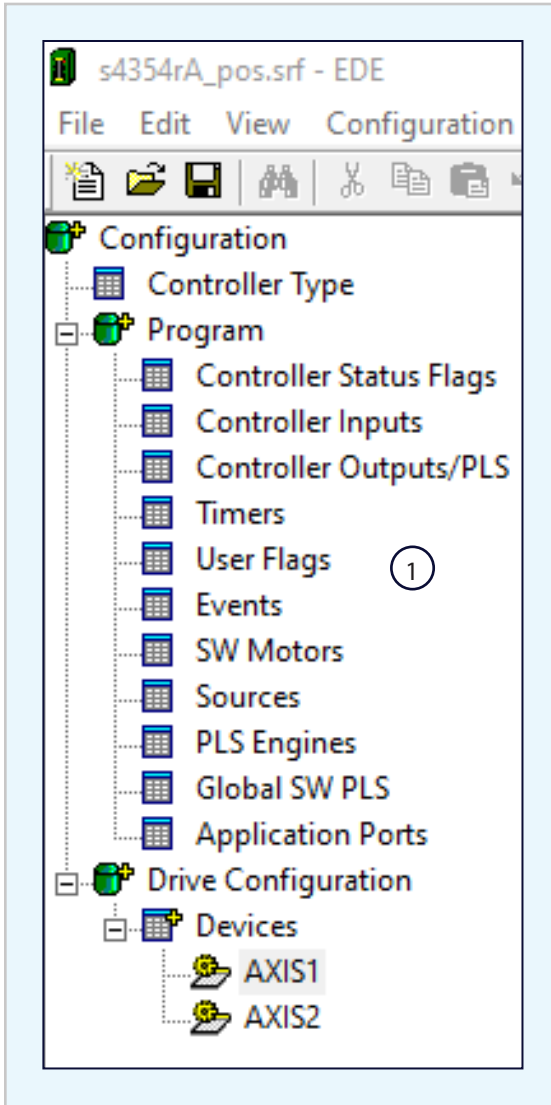 s4354rA_pos.srf - EDE
File Edit View Configuration
Configuration
Controller Type
Program
Controller Status Flags
Controller Inputs
Controller Outputs/PLS
Timers
User Flags
1
Events
SW Motors
Sources
PLS Engines
Global SW PLS
Application Ports
Drive Configuration
Devices
AXIS1
AXIS2